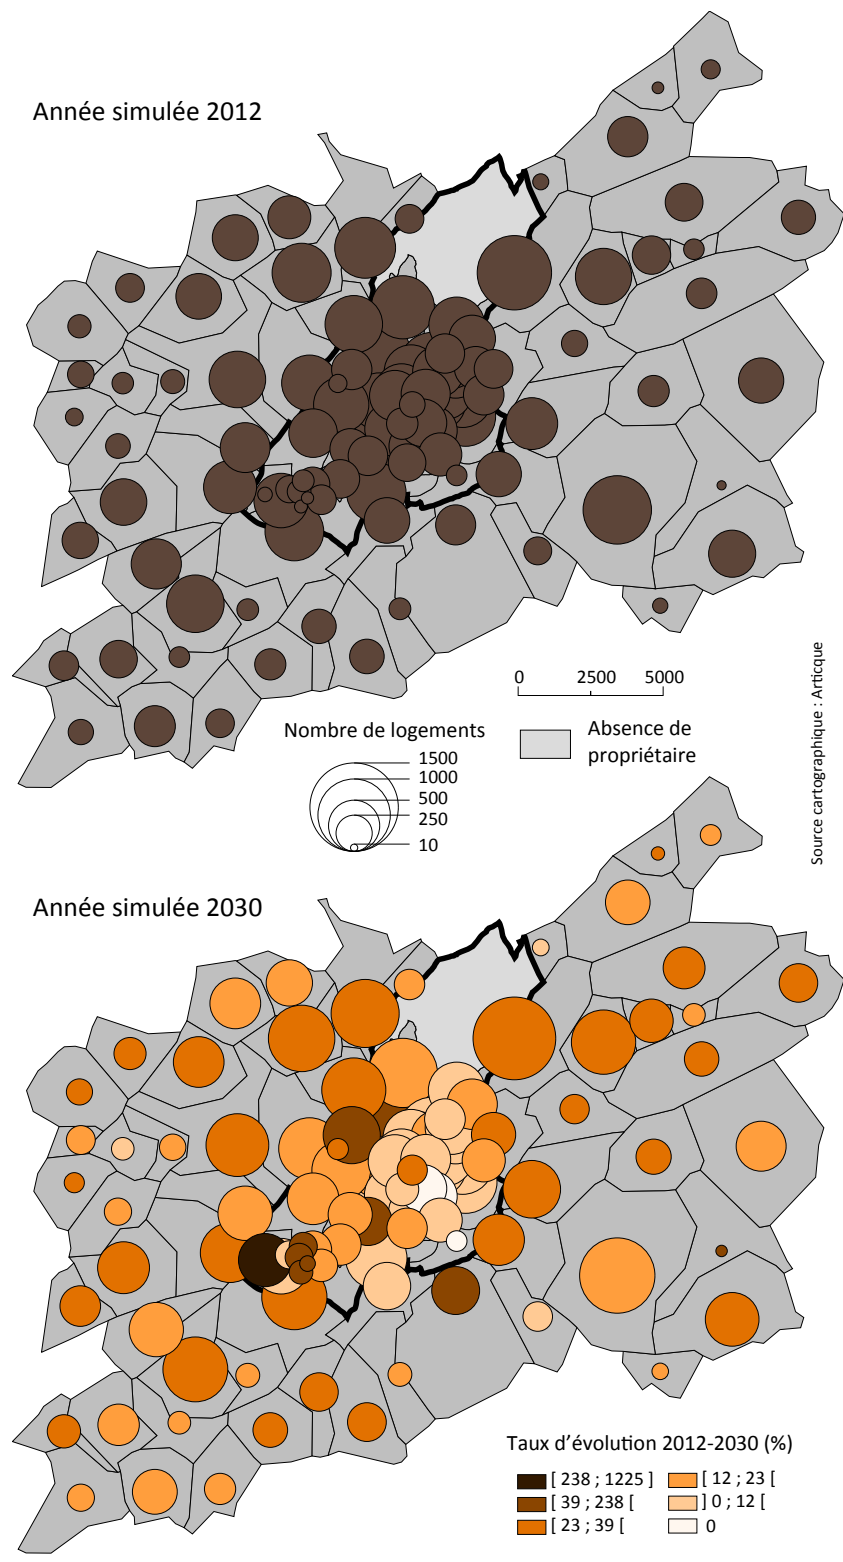 Année simulée 2012
0 2500 5000
Nombre de logements
1500
1000
500
250
10
Absence de
propriétaire
Source cartographique : Articque
Année simulée 2030
Taux d'évolution 2012-2030 (%)
[ 238 ; 1225 ]
[ 39 ; 238 [
[ 23 ; 39 [
[ 12 ; 23 [
] 0 ; 12 [
0